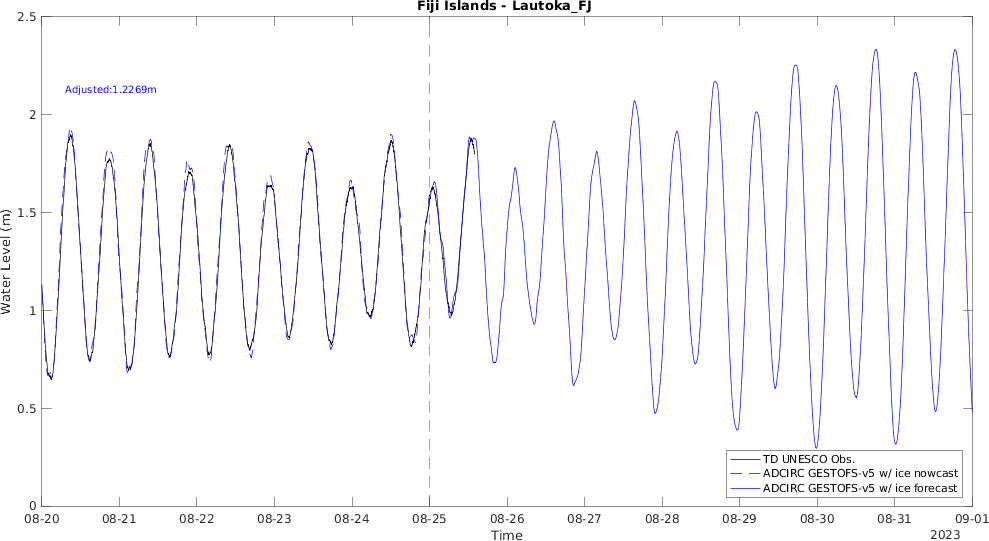 Fiji Islands - Lautoka_FJ
2.5
Adjusted:1.2269m
2
1.5
Water Level (m)
1
0.5
TD UNESCO Obs.
ADCIRC GESTOFS-v5 w/ ice nowcast
ADCIRC GESTOFS-v5 w/ ice forecast
0
08-20 08-21 08-22 08-23 08-24 08-25 08-26 08-27 08-28 08-29 08-30 08-31 09-01
Time
2023